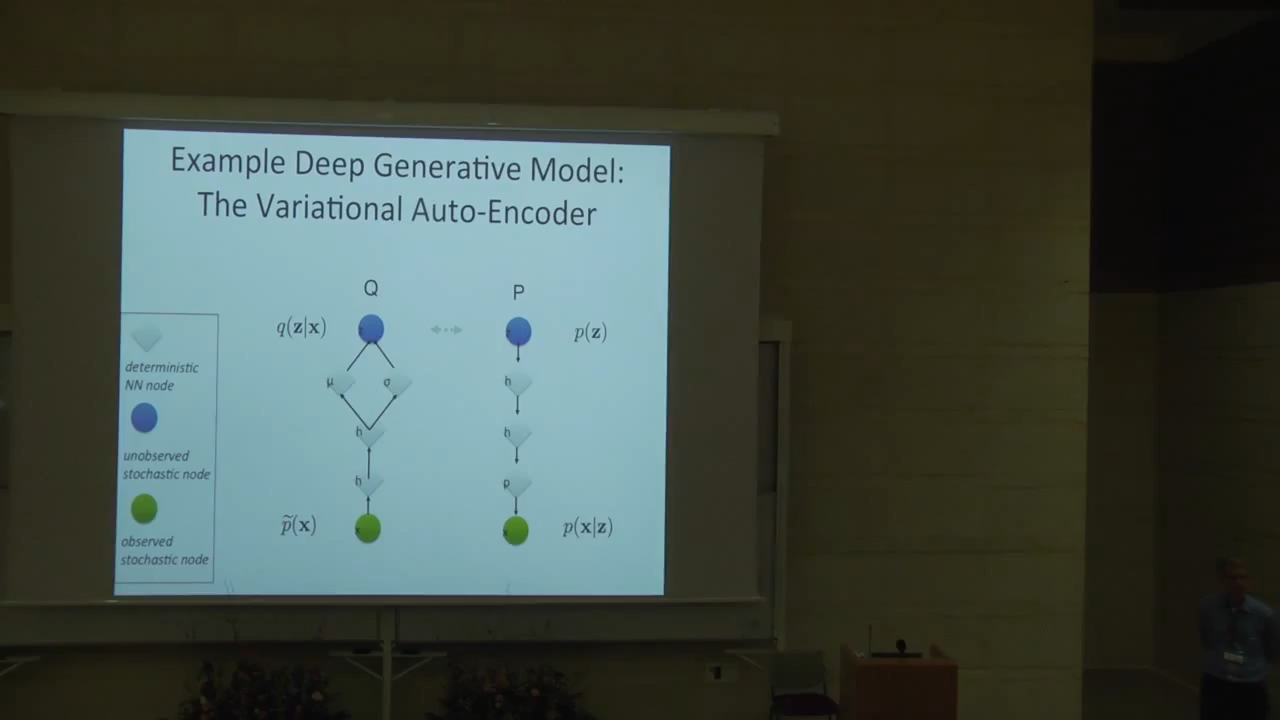 Example Deep Generative Model:
The Variational Auto-Encoder
Q
P
q(z|x)
p(z)
μ
σ
h
h
h
h
h
p
p̃(x)
x
x
p(x|z)
deterministic
NN node
unobserved
stochastic node
observed
stochastic node